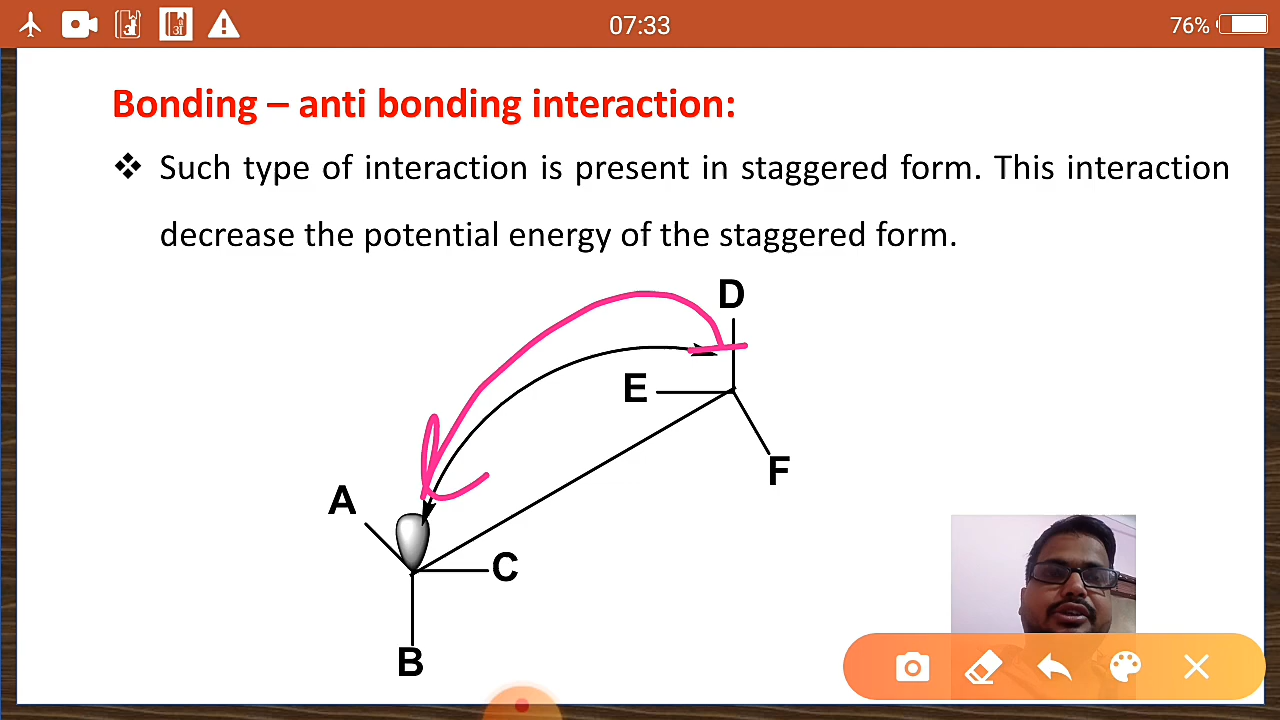 07:33
76%
Bonding – anti bonding interaction:
❖ Such type of interaction is present in staggered form. This interaction
decrease the potential energy of the staggered form.
D
E
F
A
C
B